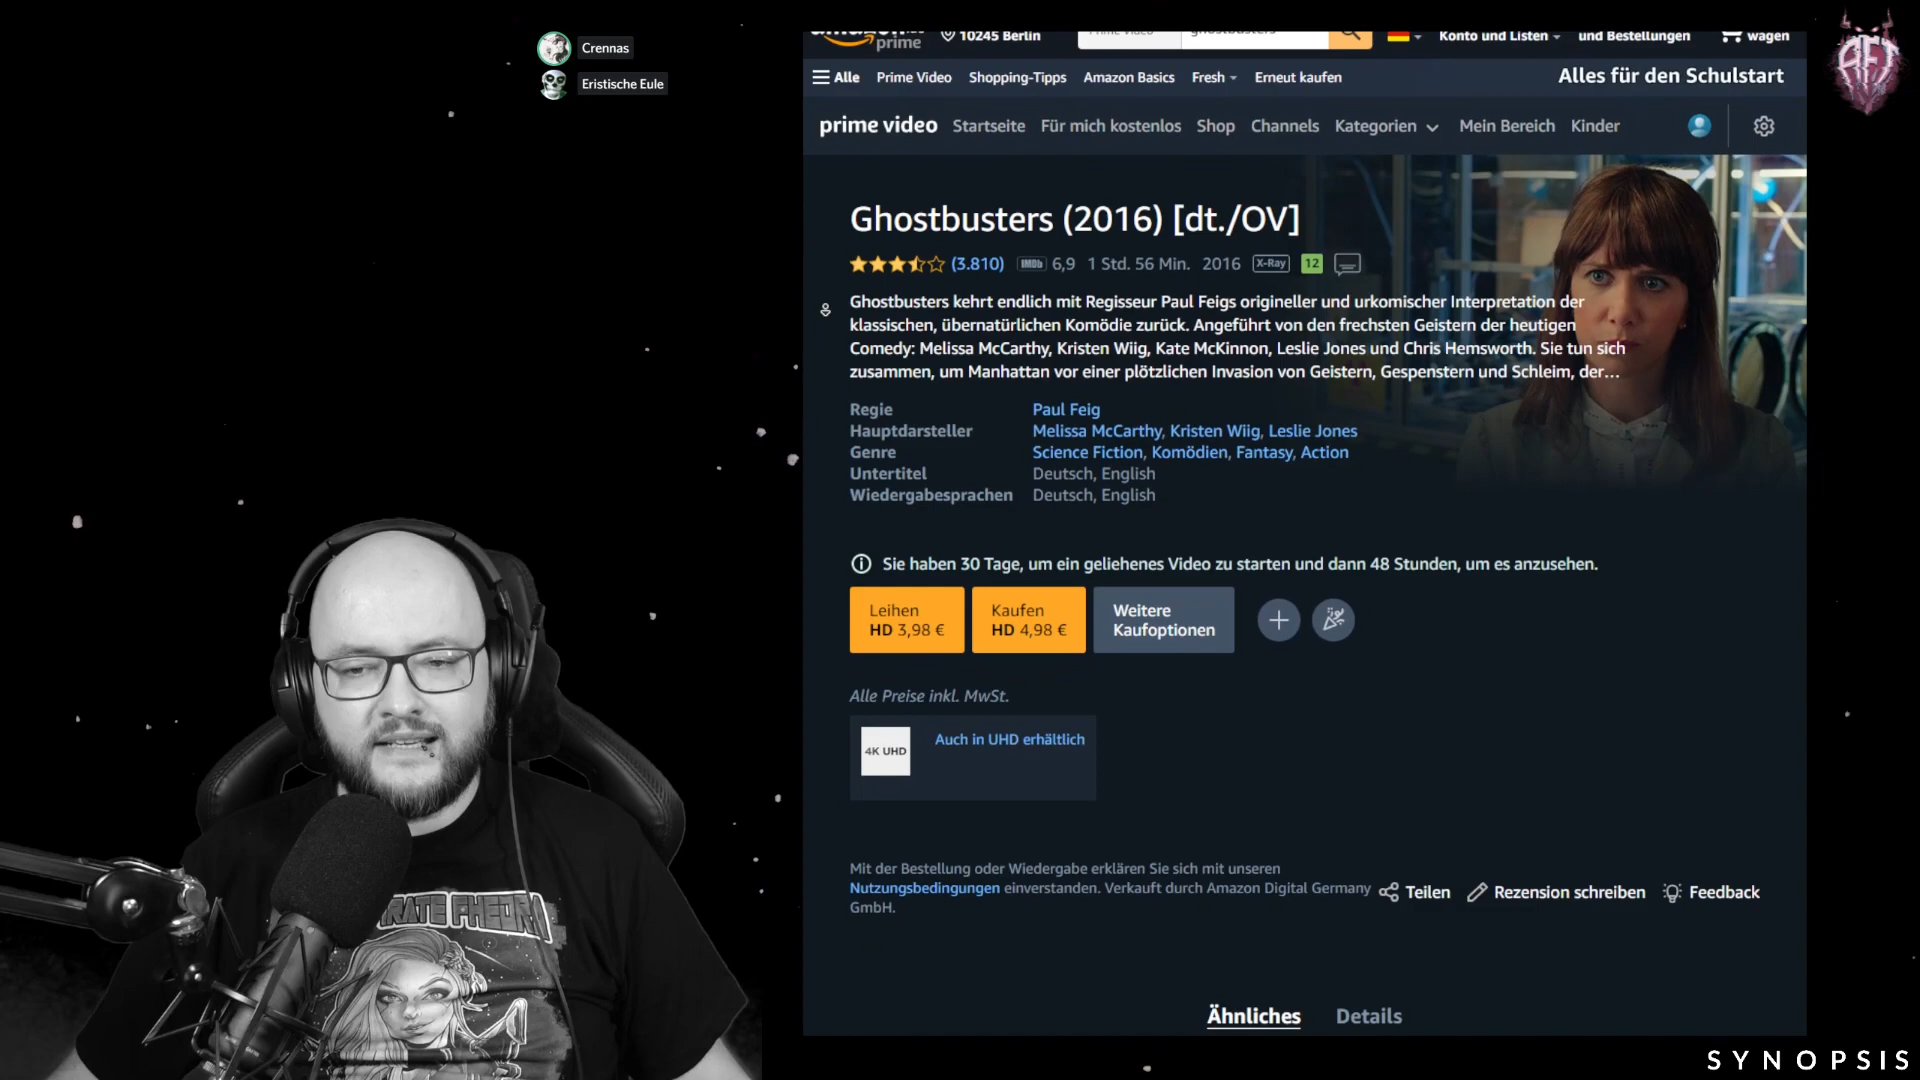 Crennas
Eristische Eule
prime
10245 Berlin
Prime Video
ghostbusters
Konto und Listen
und Bestellungen
wagen
Alle
Prime Video
Shopping-Tipps
Amazon Basics
Fresh
Erneut kaufen
Alles für den Schulstart
prime video
Startseite
Für mich kostenlos
Shop
Channels
Kategorien
Mein Bereich
Kinder
Ghostbusters (2016) [dt./OV]
(3.810) IMDb 6,9 1 Std. 56 Min. 2016 X-Ray 12
Ghostbusters kehrt endlich mit Regisseur Paul Feigs origineller und urkomischer Interpretation der
klassischen, übernatürlichen Komödie zurück. Angeführt von den frechsten Geistern der heutigen
Comedy: Melissa McCarthy, Kristen Wiig, Kate McKinnon, Leslie Jones und Chris Hemsworth. Sie tun sich
zusammen, um Manhattan vor einer plötzlichen Invasion von Geistern, Gespenstern und Schleim, der...
Regie Paul Feig
Hauptdarsteller Melissa McCarthy, Kristen Wiig, Leslie Jones
Genre Science Fiction, Komödien, Fantasy, Action
Untertitel Deutsch, English
Wiedergabesprachen Deutsch, English
Sie haben 30 Tage, um ein geliehenes Video zu starten und dann 48 Stunden, um es anzusehen.
Leihen
HD 3,98 €
Kaufen
HD 4,98 €
Weitere
Kaufoptionen
Alle Preise inkl. MwSt.
4K UHD
Auch in UHD erhältlich
Mit der Bestellung oder Wiedergabe erklären Sie sich mit unseren
Nutzungsbedingungen einverstanden. Verkauft durch Amazon Digital Germany
GmbH.
Teilen
Rezension schreiben
Feedback
Ähnliches
Details
SYNOPSIS